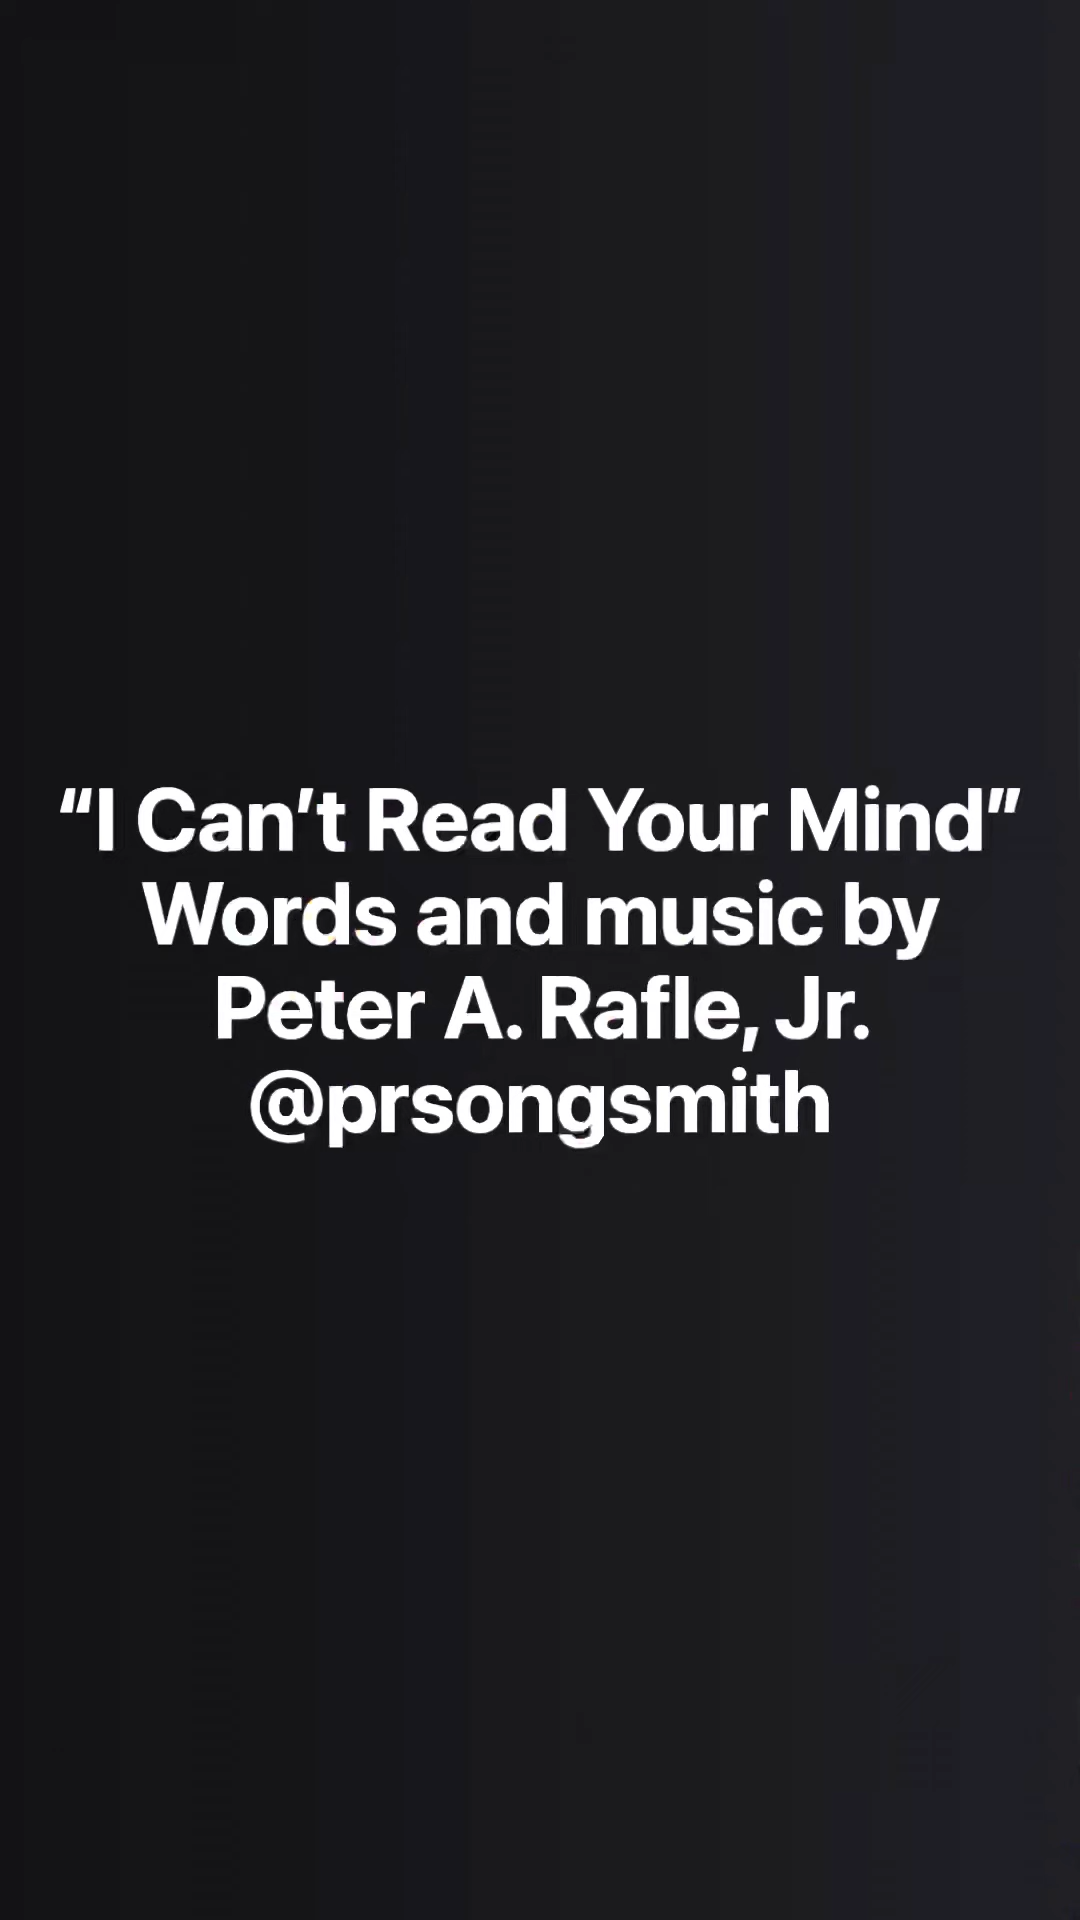 “I Can’t Read Your Mind”
Words and music by
Peter A. Rafle, Jr.
@prsongsmith